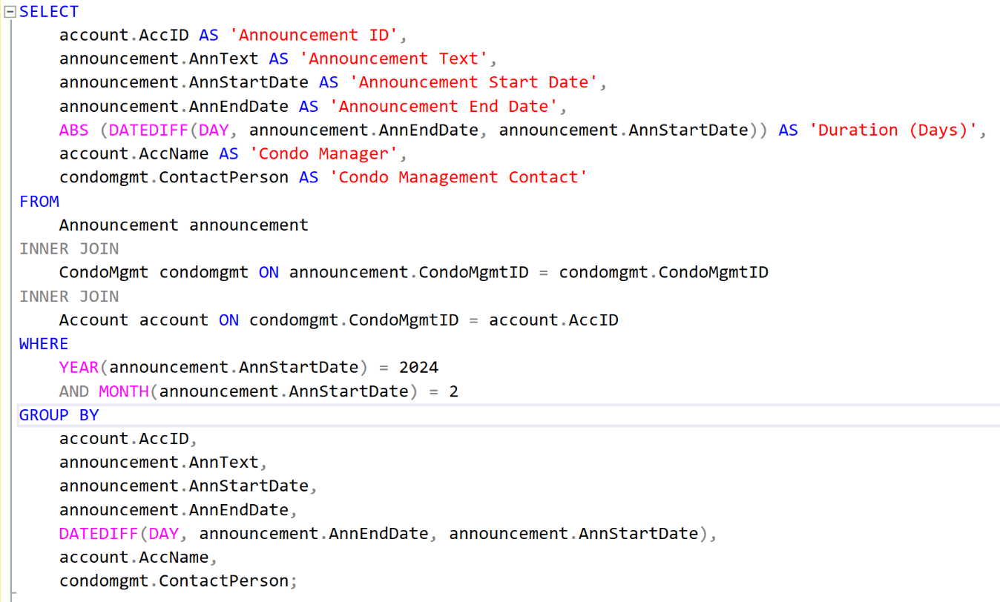 SELECT
account.AccID AS 'Announcement ID',
announcement.AnnText AS 'Announcement Text',
announcement.AnnStartDate AS 'Announcement Start Date',
announcement.AnnEndDate AS 'Announcement End Date',
ABS (DATEDIFF(DAY, announcement.AnnEndDate, announcement.AnnStartDate)) AS 'Duration (Days)',
account.AccName AS 'Condo Manager',
condomgmt.ContactPerson AS 'Condo Management Contact'
FROM
Announcement announcement
INNER JOIN
CondoMgmt condomgmt ON announcement.CondoMgmtID = condomgmt.CondoMgmtID
INNER JOIN
Account account ON condomgmt.CondoMgmtID = account.AccID
WHERE
YEAR(announcement.AnnStartDate) = 2024
AND MONTH(announcement.AnnStartDate) = 2
GROUP BY
account.AccID,
announcement.AnnText,
announcement.AnnStartDate,
announcement.AnnEndDate,
DATEDIFF(DAY, announcement.AnnEndDate, announcement.AnnStartDate),
account.AccName,
condomgmt.ContactPerson;